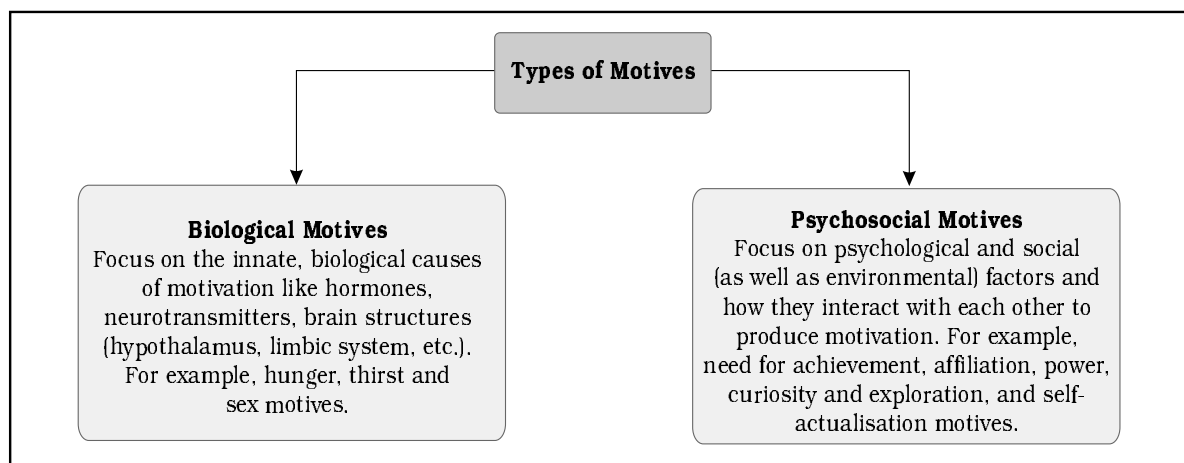 Types of Motives
Biological Motives
Focus on the innate, biological causes
of motivation like hormones,
neurotransmitters, brain structures
(hypothalamus, limbic system, etc.).
For example, hunger, thirst and
sex motives.
Psychosocial Motives
Focus on psychological and social
(as well as environmental) factors and
how they interact with each other to
produce motivation. For example,
need for achievement, affiliation, power,
curiosity and exploration, and self-
actualisation motives.